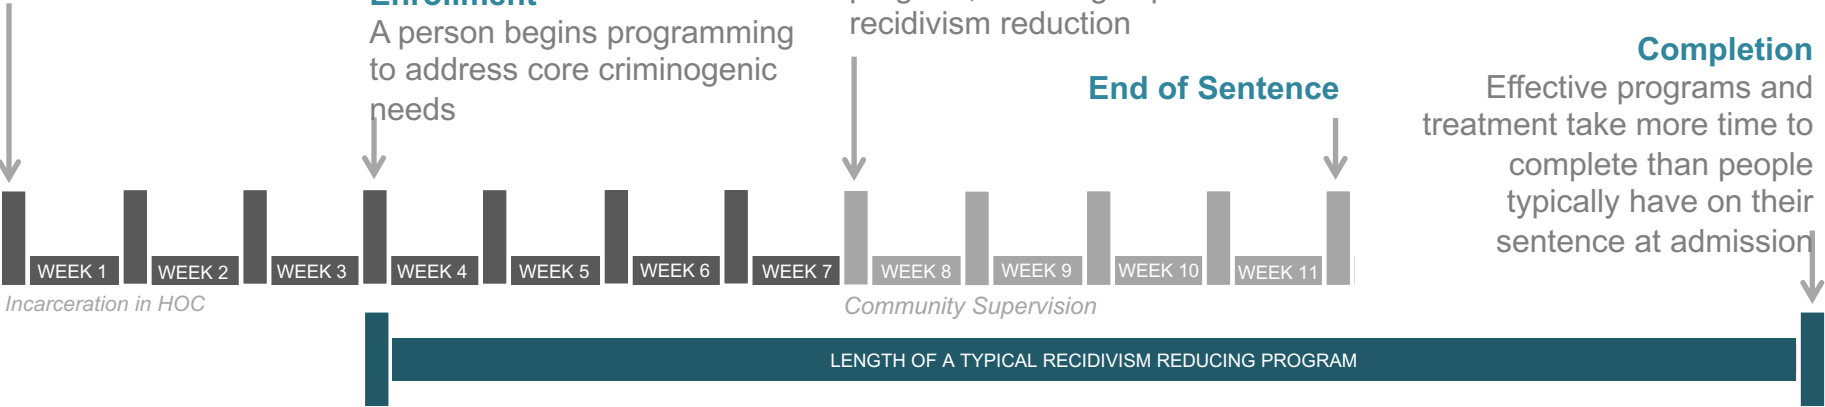 Enrollment
A person begins programming
to address core criminogenic
needs
recidivism reduction
End of Sentence
Completion
Effective programs and
treatment take more time to
complete than people
typically have on their
sentence at admission
WEEK 1
WEEK 2
WEEK 3
WEEK 4
WEEK 5
WEEK 6
WEEK 7
WEEK 8
WEEK 9
WEEK 10
WEEK 11
Incarceration in HOC
Community Supervision
LENGTH OF A TYPICAL RECIDIVISM REDUCING PROGRAM